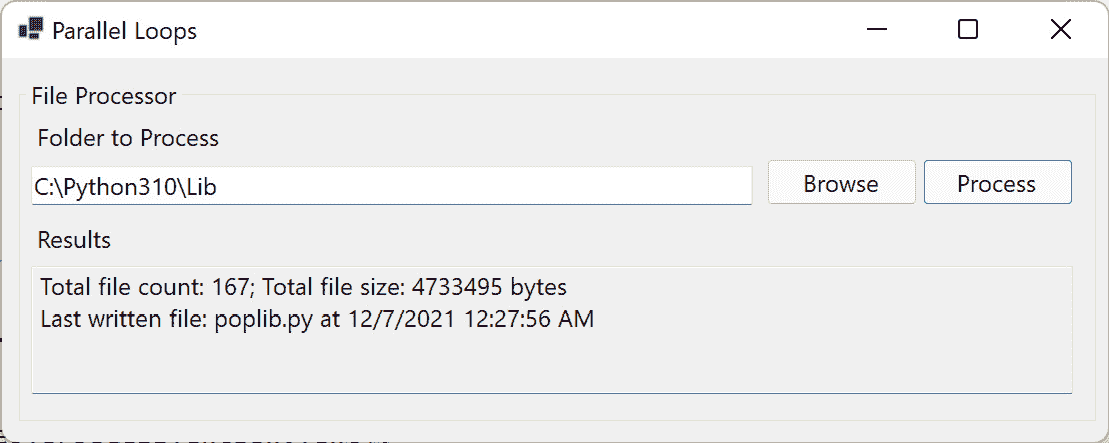 Parallel Loops
File Processor
Folder to Process
C:\Python310\Lib
Browse
Process
Results
Total file count: 167; Total file size: 4733495 bytes
Last written file: poplib.py at 12/7/2021 12:27:56 AM